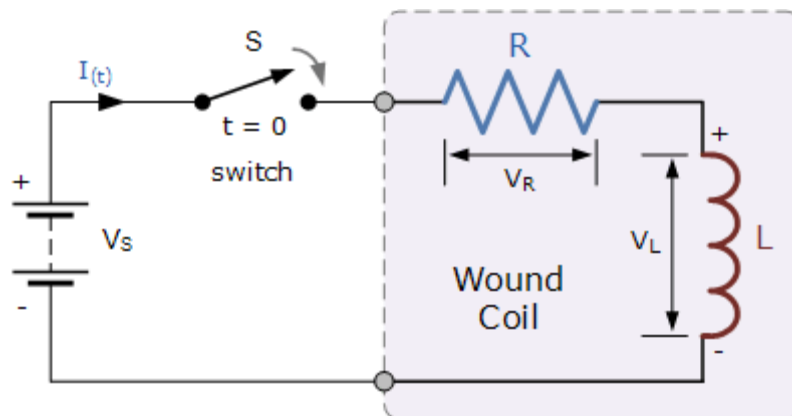 S
I(t)
R
t = 0
switch
+
VR
+
VS
VL
L
Wound
Coil
-
-